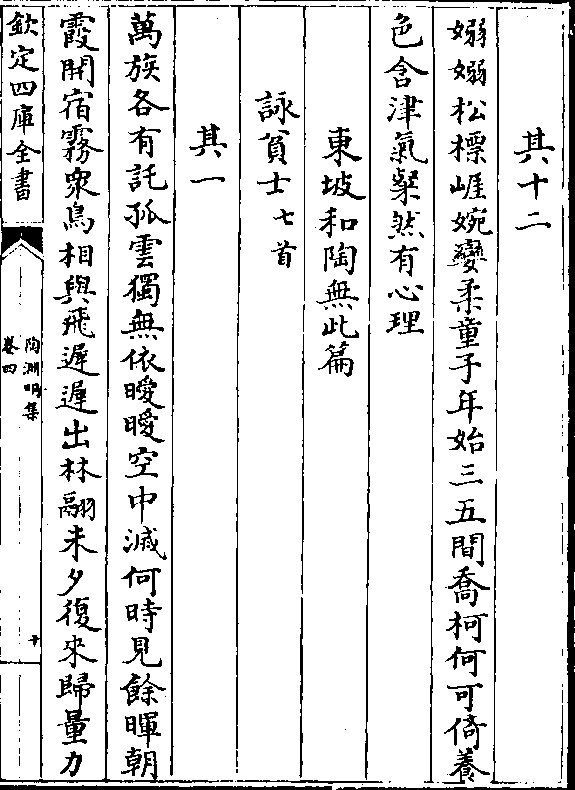 其十二
嫋嫋松標崕婉孌柔童子年始三五間喬柯何可倚養
色含津氣粲然有心理
東坡和陶無此篇
詠貧士七首
其一
萬族各有託孤雲獨無依曖曖空中滅何時見餘暉朝
霞開宿霧衆鳥相與飛遲遲出林翮未夕復來歸量力
欽定四庫全書
陶淵明集
卷四
十